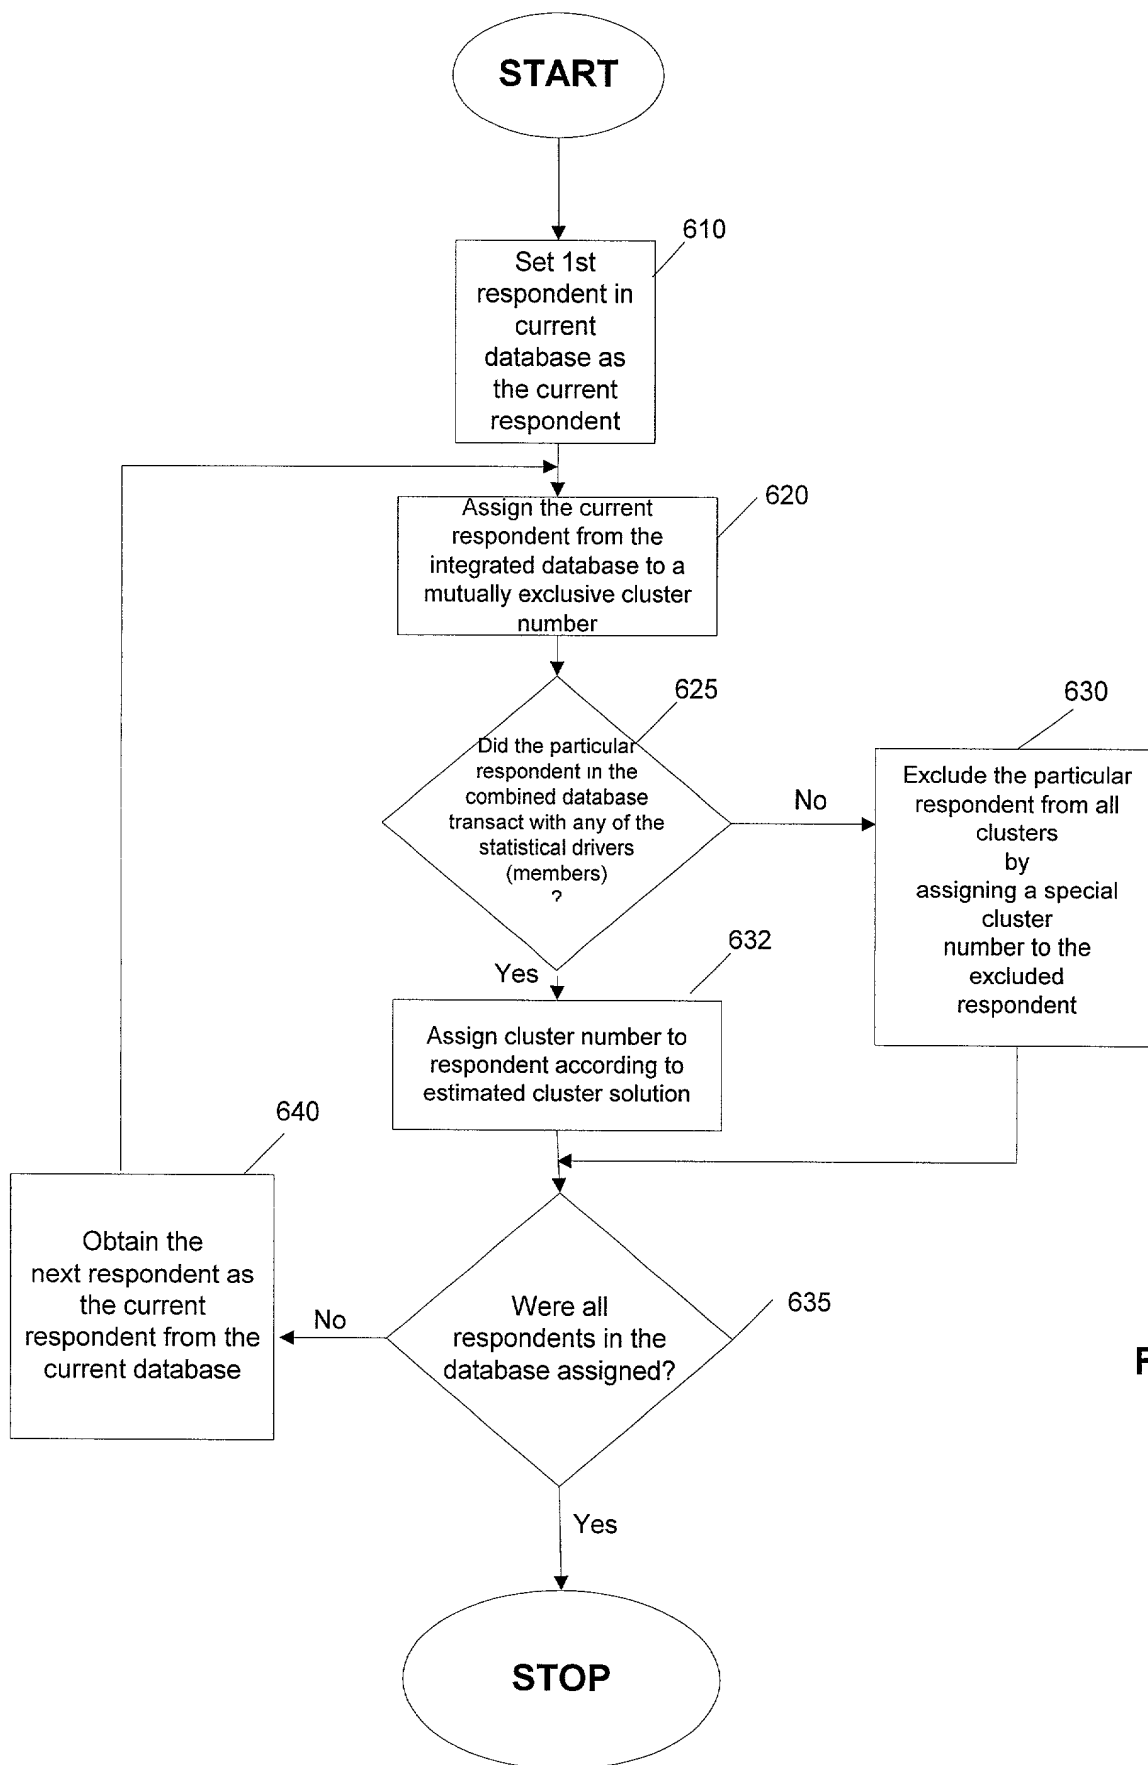 START
610
Set 1st
respondent in
current
database as
the current
respondent
620
Assign the current
respondent from the
integrated database to a
mutually exclusive cluster
number
625
Did the particular
respondent in the
combined database
transact with any of the
statistical drivers
(members)
?
No
630
Exclude the particular
respondent from all
clusters
by
assigning a special
cluster
number to the
excluded
respondent
Yes
632
Assign cluster number to
respondent according to
estimated cluster solution
640
Obtain the
next respondent as
the current
respondent from the
current database
No
Were all
respondents in the
database assigned?
635
F
Yes
STOP